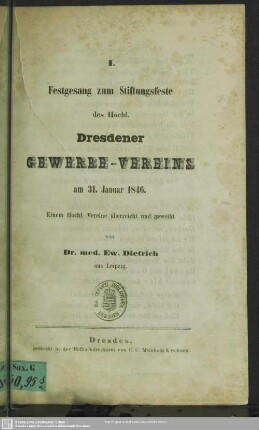 I.
Festgesang zum Stiftungsfeste
des Hochl.
Dresdener
GEWERBE-VEREINS
am 31. Januar 1846.
Einem Hochl. Vereine überreicht und geweiht
von
Dr. med. Ew. Dietrich
aus Leipzig.
Dresden,
gedruckt in der Hofbuchdruckerei von C. C. Meinhold &
Sax. G